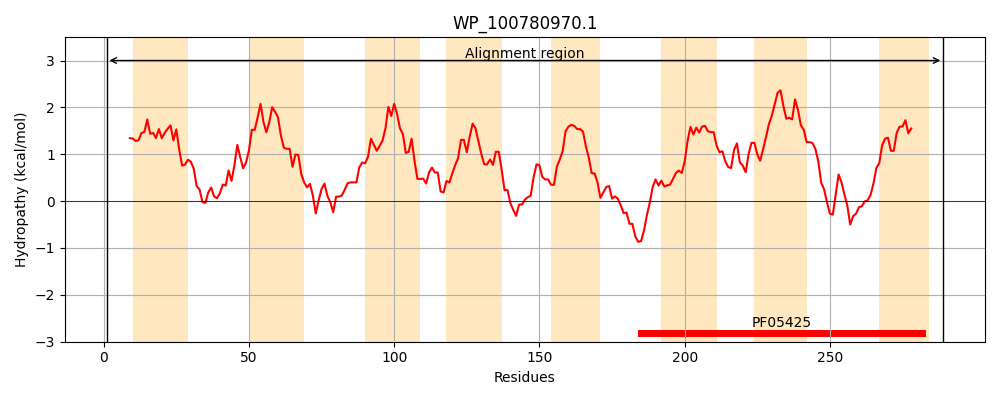 WP_100780970.1
Alignment region
PF05425
3
2
1
0
−1
−2
−3
Hydropathy (kcal/mol)
0 50 100 150 200 250
Residues